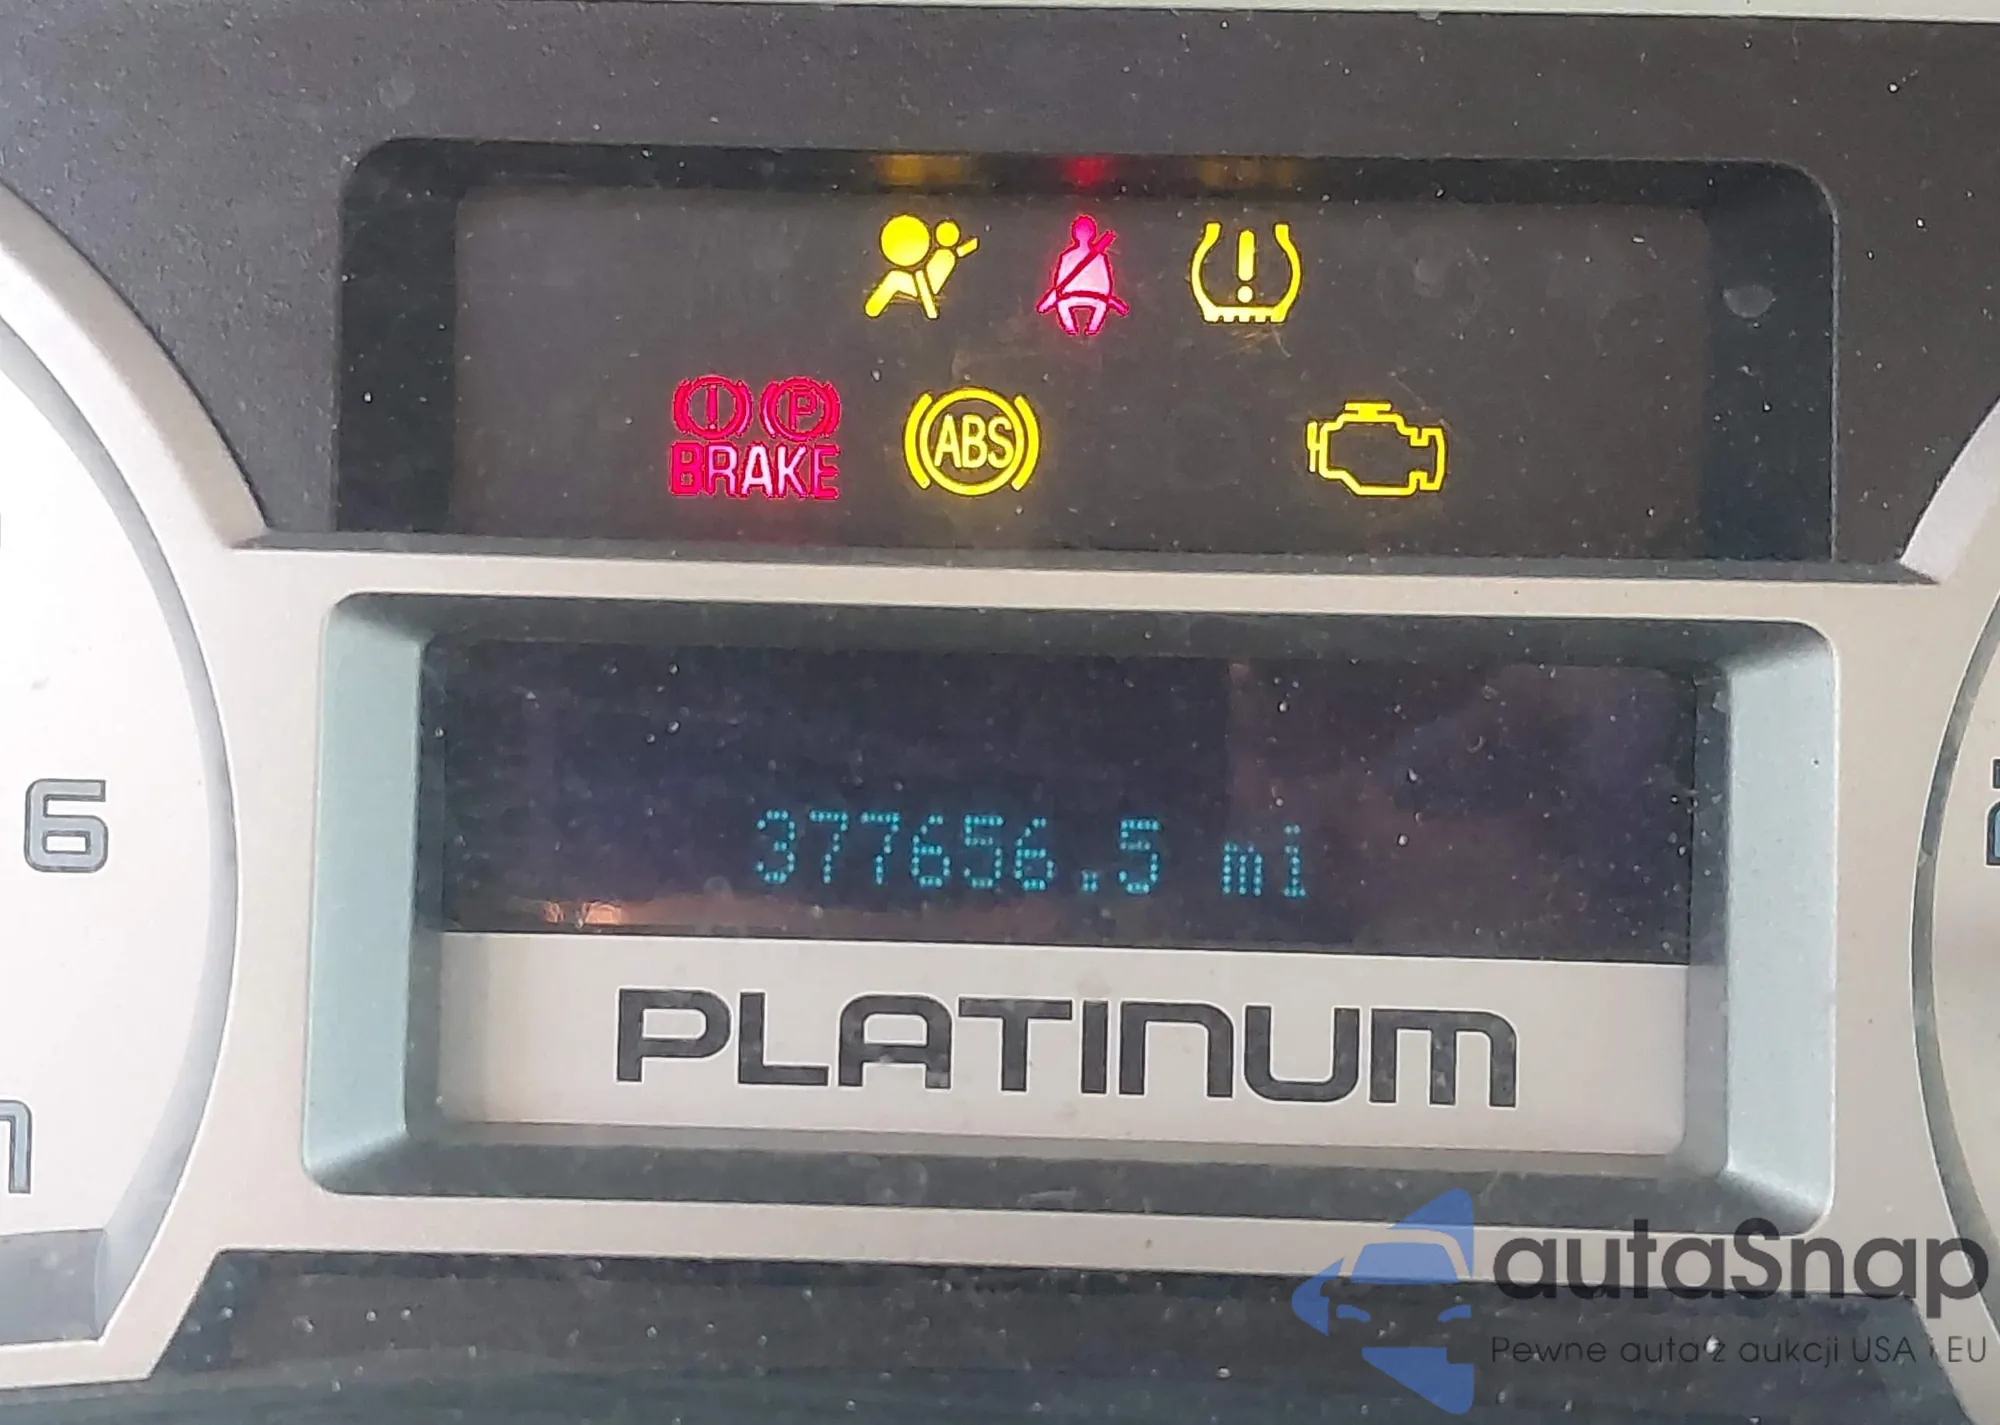 P
BRAKE
ABS
6
377656.5 mi
PLATINUM
autaSnap
Pewne auta z aukcji USA i EU